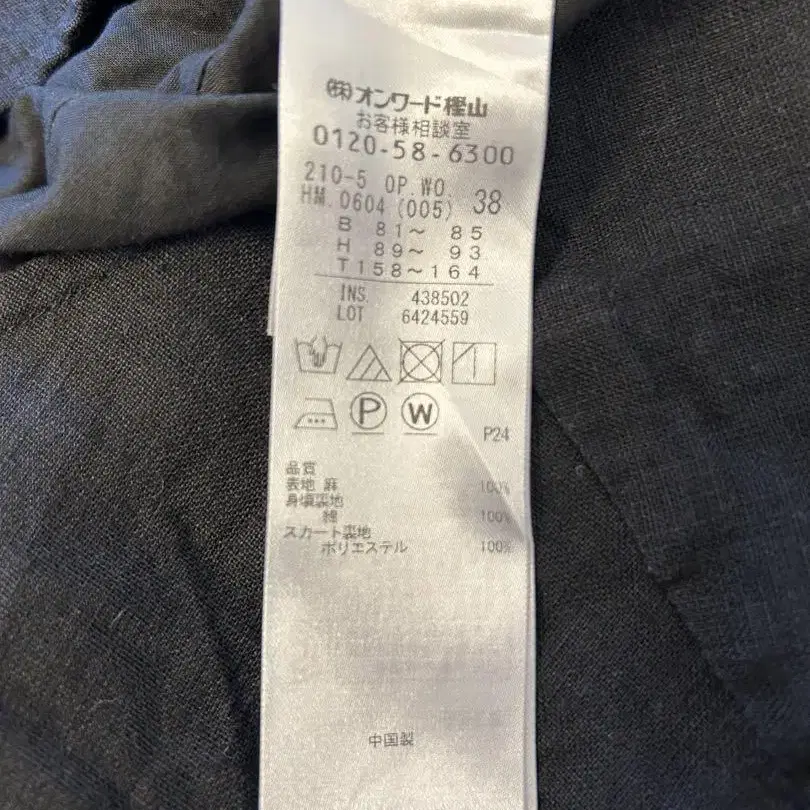 ㈱オンワード樫山
お客様相談室
0120-58-6300
210-5 OP.WO. 38
HM. 0604 (005)
B 81～ 85
H 89～ 93
T158～164
INS. 438502
LOT 6424559
P W P24
品質
表地 麻 100%
身頃裏地
綿 100%
スカート裏地
ポリエステル 100%
中国製